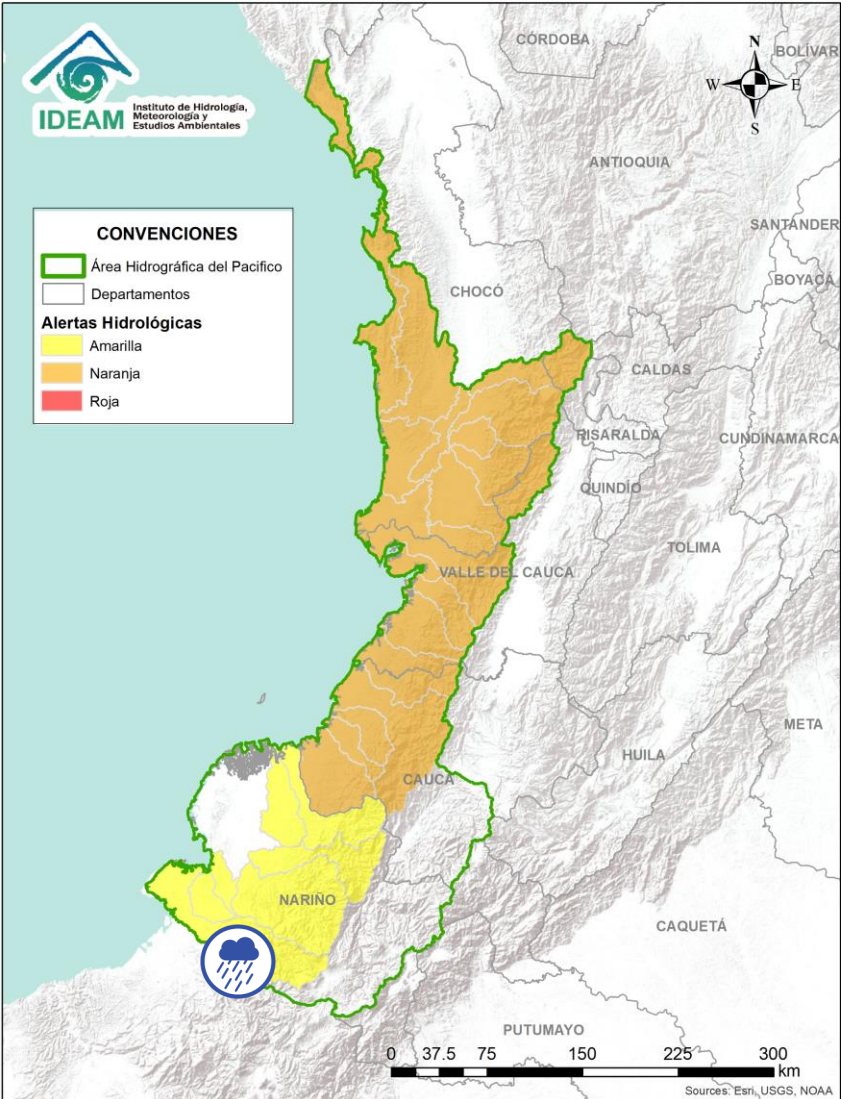 IDEAM
Instituto de Hidrología,
Meteorología y
Estudios Ambientales
CÓRDOBA
BOLÍVAR
N
W
E
S
ANTIOQUIA
SANTANDER
BOYACÁ
CONVENCIONES
Área Hidrográfica del Pacifico
Departamentos
Alertas Hidrológicas
Amarilla
Naranja
Roja
CHOCÓ
CALDAS
RISARALDA
CUNDINAMARCA
QUINDÍO
TOLIMA
VALLE DEL CAUCA
META
HUILA
CAUCA
NARIÑO
CAQUETÁ
PUTUMAYO
0 37.5 75 150 225 300
km
Sources: Esri, USGS, NOAA